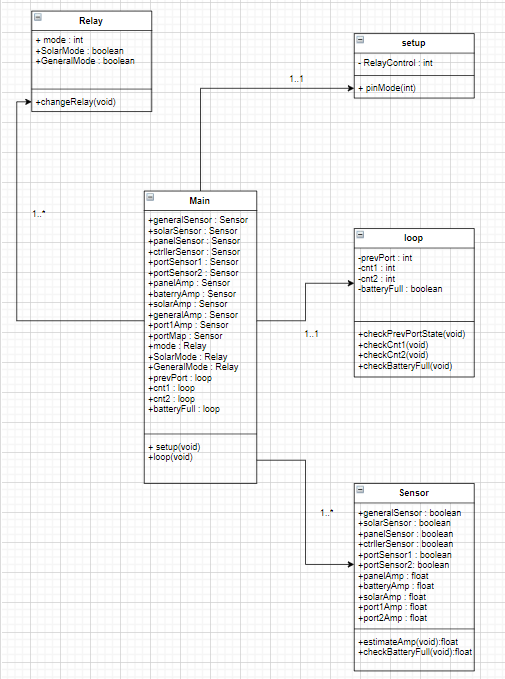 Relay
+ mode : int
+SolarMode : boolean
+GeneralMode : boolean
+changeRelay(void)
setup
- RelayControl : int
+ pinMode(int)
1..1
1..*
Main
+generalSensor : Sensor
+solarSensor : Sensor
+panelSensor : Sensor
+ctrllerSensor : Sensor
+portSensor1 : Sensor
+portSensor2 : Sensor
+panelAmp : Sensor
+baterryAmp : Sensor
+solarAmp : Sensor
+generalAmp : Sensor
+port1Amp : Sensor
+portMap : Sensor
+mode : Relay
+SolarMode : Relay
+GeneralMode : Relay
+prevPort : loop
+cnt1 : loop
+cnt2 : loop
+batteryFull : loop
+ setup(void)
+loop(void)
loop
-prevPort : int
-cnt1 : int
-cnt2 : int
-batteryFull : boolean
+checkPrevPortState(void)
+checkCnt1(void)
+checkCnt2(void)
+checkBatteryFull(void)
1..1
1..*
Sensor
+generalSensor : boolean
+solarSensor : boolean
+panelSensor : boolean
+ctrllerSensor : boolean
+portSensor1 : boolean
+portSensor2: boolean
+panelAmp : float
+batteryAmp : float
+solarAmp : float
+port1Amp : float
+port2Amp : float
+estimateAmp(void):float
+checkBatteryFull(void):float